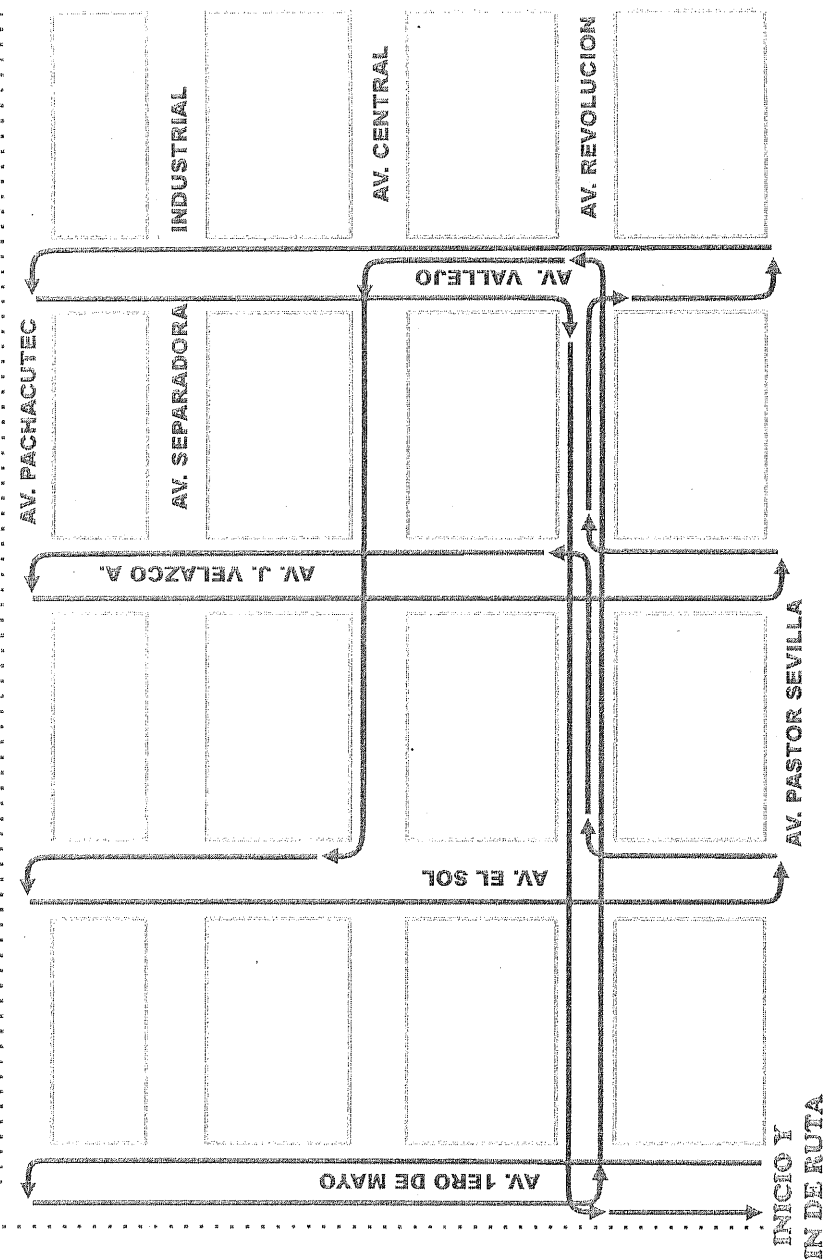 AV. PACHACUTEC
AV. SEPARADORA INDUSTRIAL
AV. CENTRAL
AV. REVOLUCION
AV. VALLEJO
AV. J. VELAZCO A.
AV. EL SOL
AV. 1ERO DE MAYO
AV. PASTOR SEVILLA
INICIO Y
IN DE RUTA